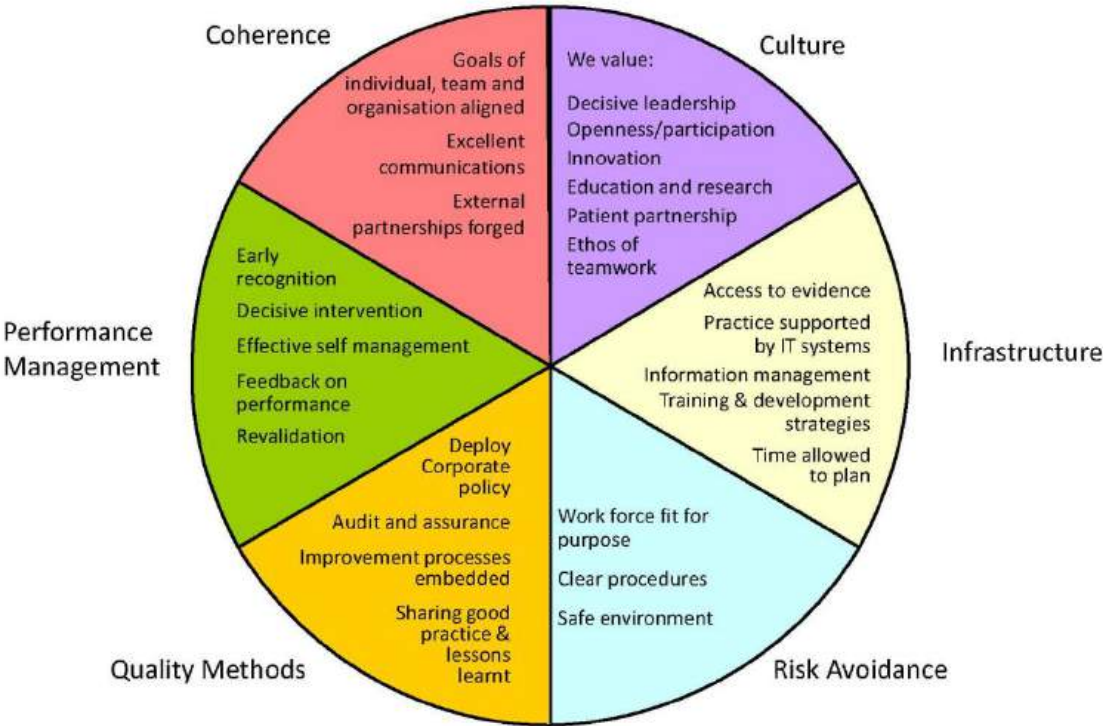 Coherence
Goals of
individual, team and
organisation aligned
Excellent
communications
External
partnerships forged
Culture
We value:
Decisive leadership
Openness/participation
Innovation
Education and research
Patient partnership
Ethos of
teamwork
Performance
Management
Early
recognition
Decisive intervention
Effective self management
Feedback on
performance
Revalidation
Infrastructure
Access to evidence
Practice supported
by IT systems
Information management
Training & development
strategies
Time allowed
to plan
Quality Methods
Deploy
Corporate
policy
Audit and assurance
Improvement processes
embedded
Sharing good
practice &
lessons
learnt
Risk Avoidance
Work force fit for
purpose
Clear procedures
Safe environment